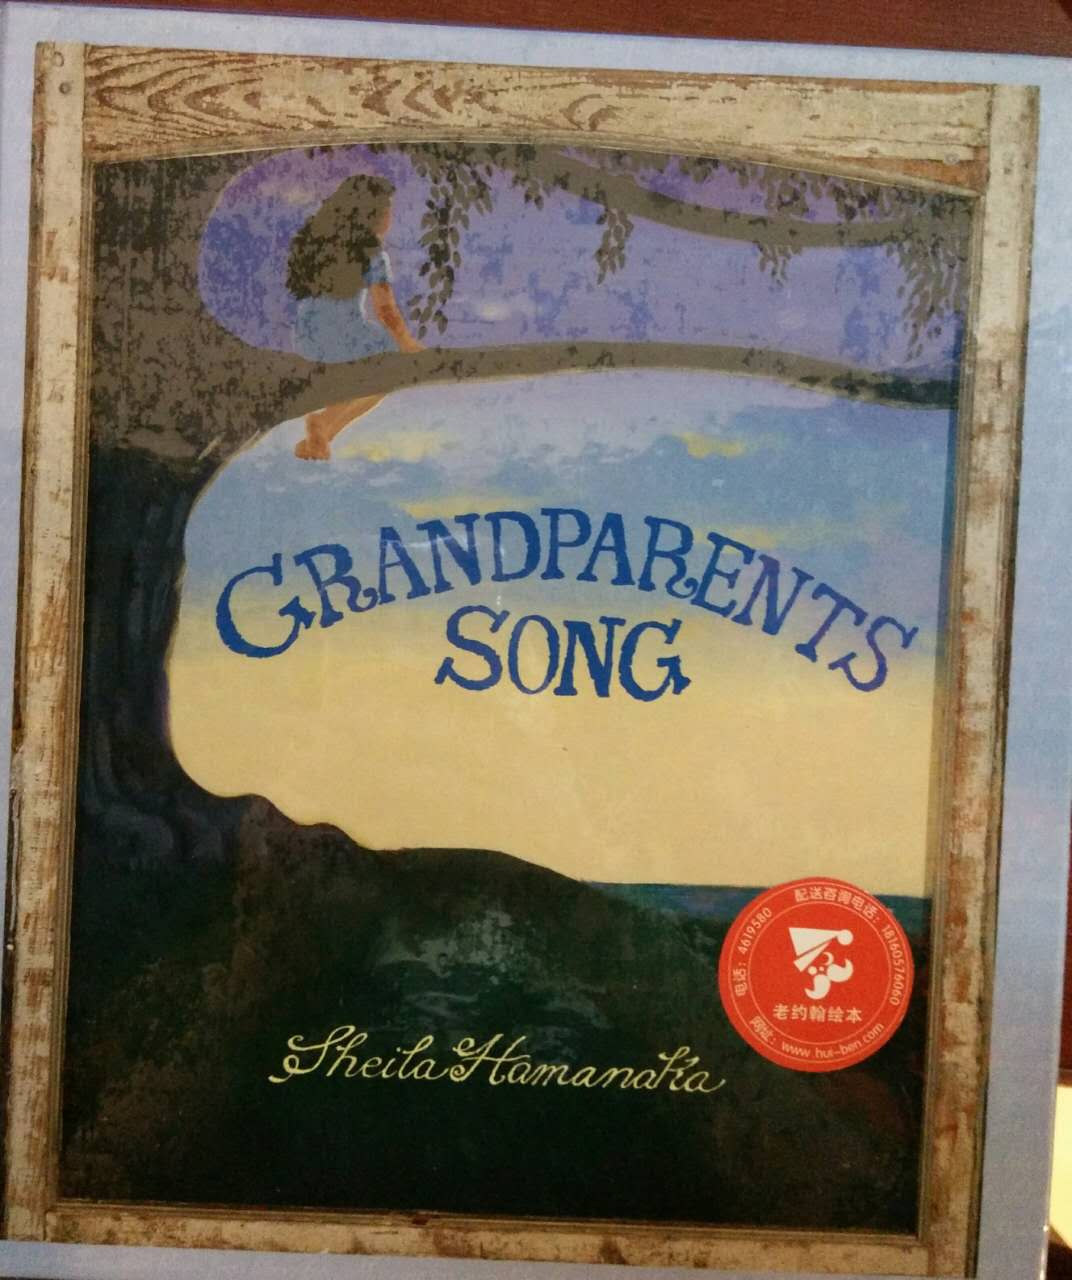 GRANDPARENTS
SONG
配送咨询电话：18160576060
电话：4619580
老约翰绘本
网址：www.hui-ben.com
Sheila Hamanaka